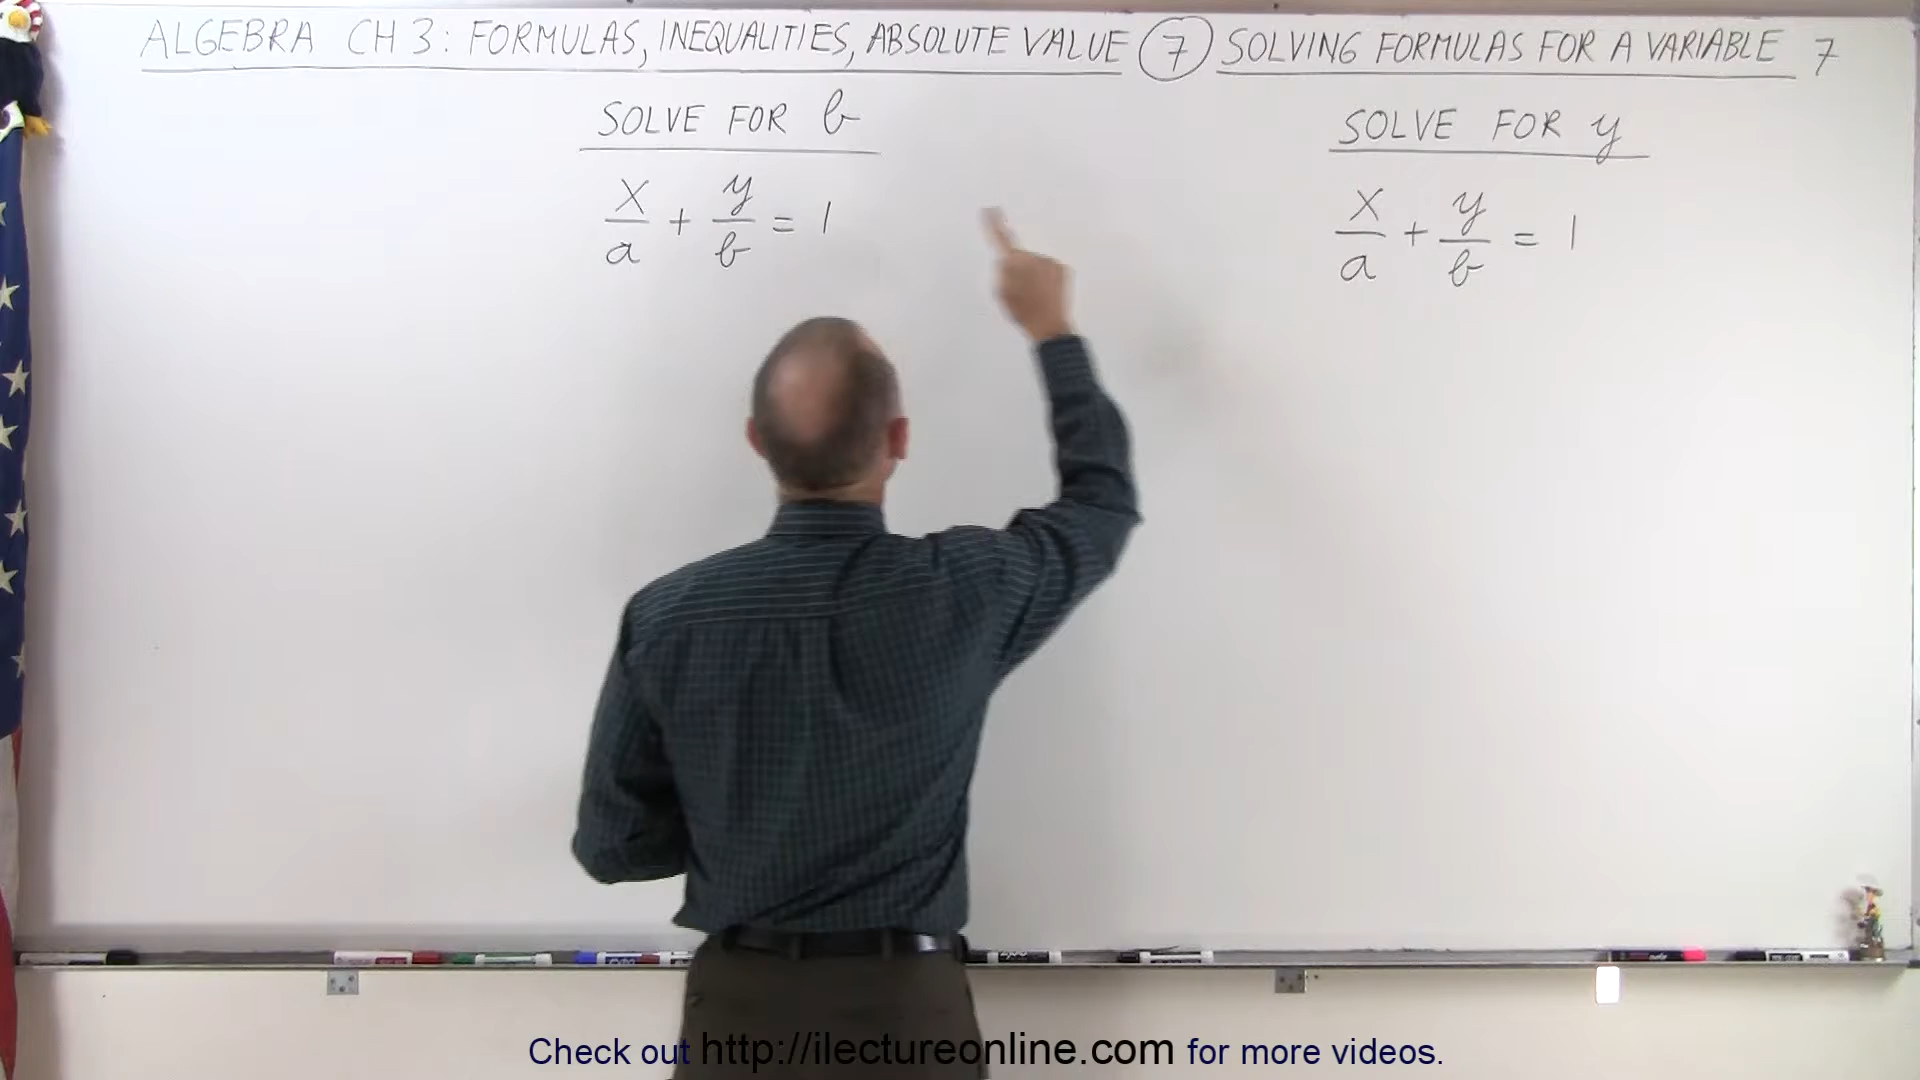 ALGEBRA CH 3: FORMULAS, INEQUALITIES, ABSOLUTE VALUE (7) SOLVING FORMULAS FOR A VARIABLE 7
SOLVE FOR b
x/a + y/b = 1
SOLVE FOR y
x/a + y/b = 1
Check out http://ilectureonline.com for more videos.